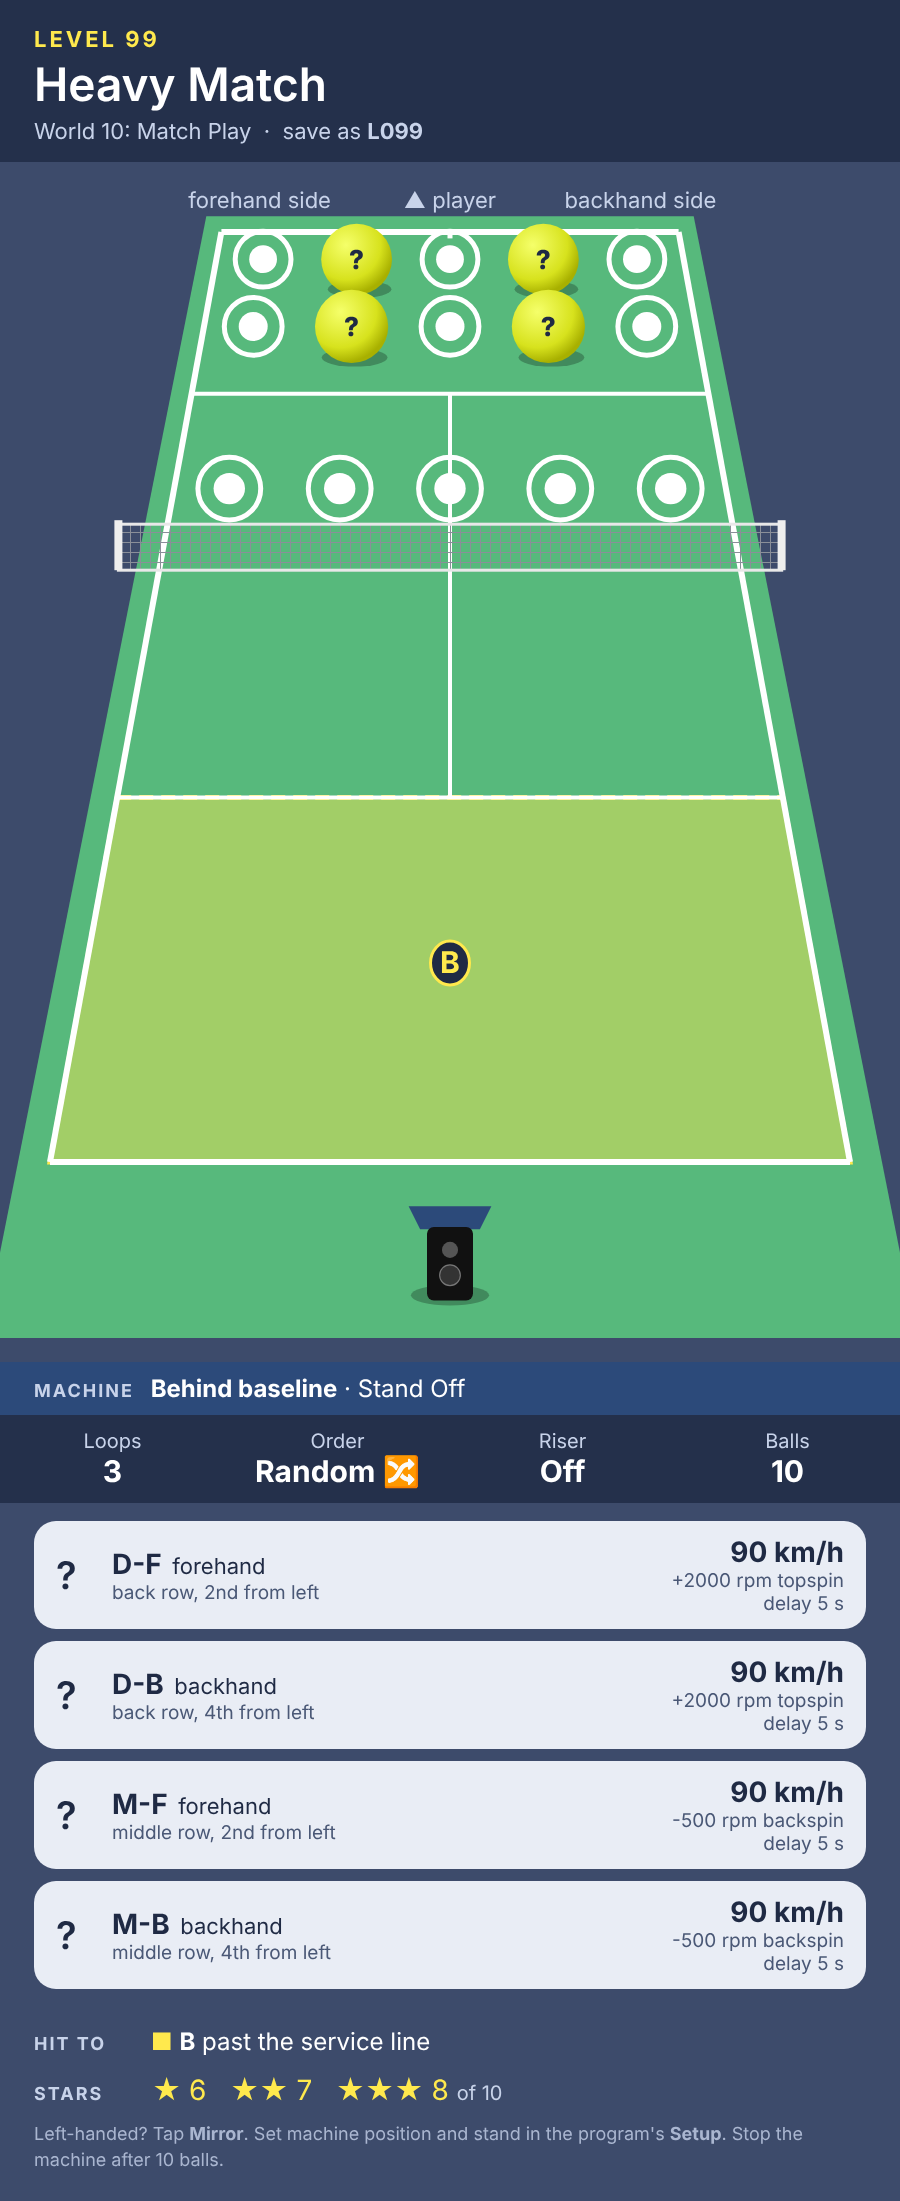 LEVEL 99
Heavy Match
World 10: Match Play · save as L099
forehand side ▲ player backhand side
? ?
? ?
B
MACHINE Behind baseline · Stand Off
Loops Order Riser Balls
3 Random 🔀 Off 10
? D-F forehand 90 km/h
back row, 2nd from left +2000 rpm topspin
delay 5 s
? D-B backhand 90 km/h
back row, 4th from left +2000 rpm topspin
delay 5 s
? M-F forehand 90 km/h
middle row, 2nd from left -500 rpm backspin
delay 5 s
? M-B backhand 90 km/h
middle row, 4th from left -500 rpm backspin
delay 5 s
HIT TO B past the service line
STARS ★ 6 ★★ 7 ★★★ 8 of 10
Left-handed? Tap Mirror. Set machine position and stand in the program's Setup. Stop the
machine after 10 balls.